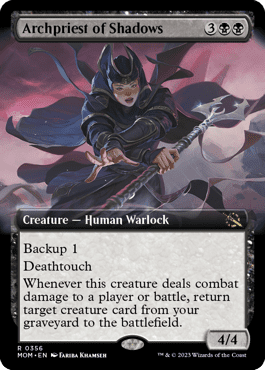 Archpriest of Shadows 3
Creature — Human Warlock
Backup 1
Deathtouch
Whenever this creature deals combat
damage to a player or battle, return
target creature card from your
graveyard to the battlefield.
4/4
R 0356
MOM • EN Fariba Khamseh
™ & © 2023 Wizards of the Coast